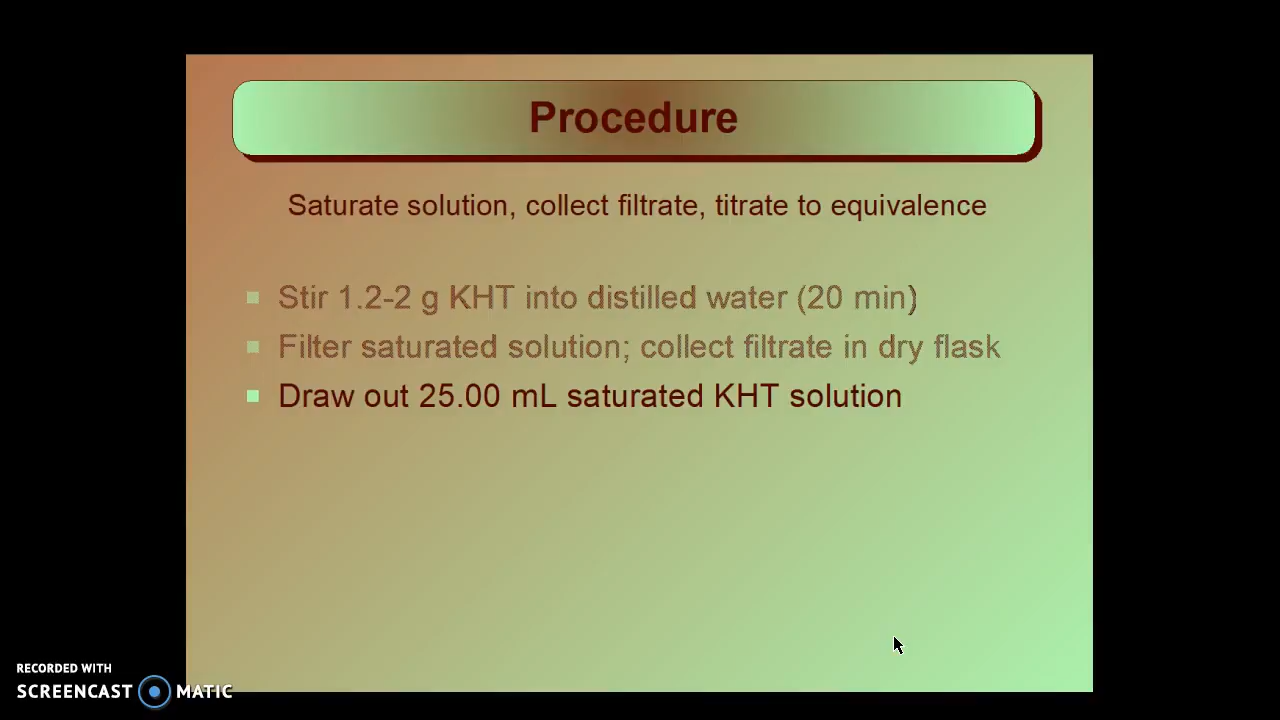 Procedure
Saturate solution, collect filtrate, titrate to equivalence
Stir 1.2-2 g KHT into distilled water (20 min)
Filter saturated solution; collect filtrate in dry flask
Draw out 25.00 mL saturated KHT solution
RECORDED WITH
SCREENCAST MATIC